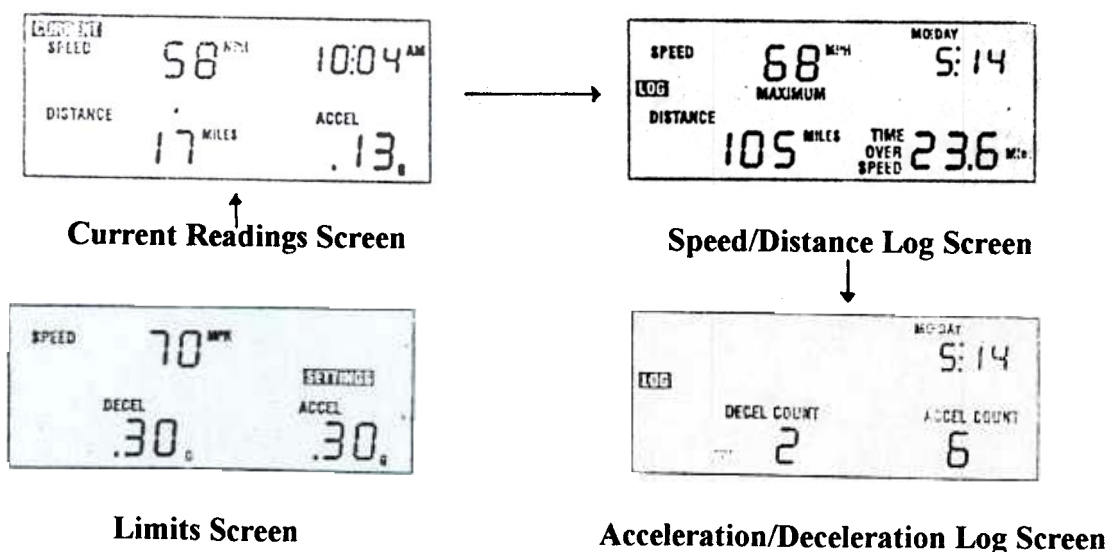 CURRENT
SPEED 58 MPH 10:04 AM
DISTANCE 17 MILES ACCEL .13g
Current Readings Screen
SPEED 68 MPH MAXIMUM MO:DAY 5:14
LOG
DISTANCE 105 MILES TIME OVER SPEED 23.6 Min
Speed/Distance Log Screen
SPEED 70 MPH
SETTINGS
DECEL .30g ACCEL .30g
Limits Screen
MO:DAY 5:14
LOG
DECEL COUNT 2 ACCEL COUNT 6
Acceleration/Deceleration Log Screen